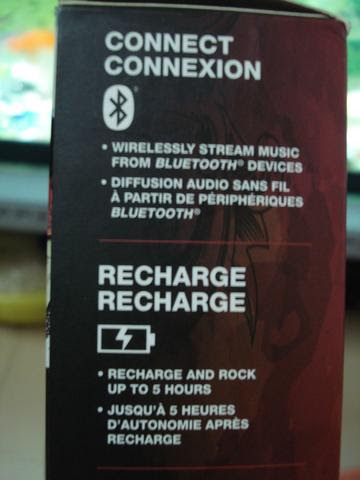 CONNECT
CONNEXION
• WIRELESSLY STREAM MUSIC
FROM BLUETOOTH® DEVICES
• DIFFUSION AUDIO SANS FIL
À PARTIR DE PÉRIPHÉRIQUES
BLUETOOTH®
RECHARGE
RECHARGE
• RECHARGE AND ROCK
UP TO 5 HOURS
• JUSQU'À 5 HEURES
D'AUTONOMIE APRÈS
RECHARGE